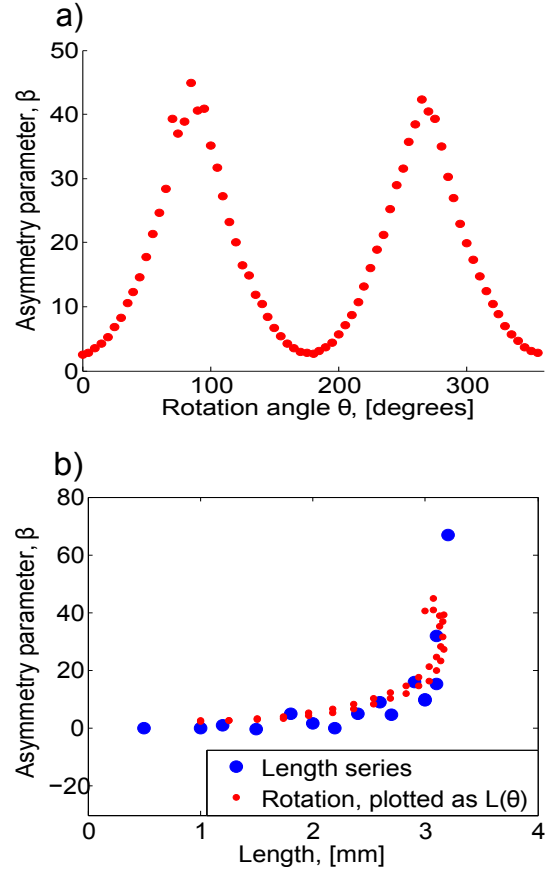 a)
50
40
30
20
10
0
0 100 200 300
Asymmetry parameter, β
Rotation angle θ, [degrees]
b)
80
60
40
20
0
−20
0 1 2 3 4
Asymmetry parameter, β
Length series
Rotation, plotted as L(θ)
Length, [mm]